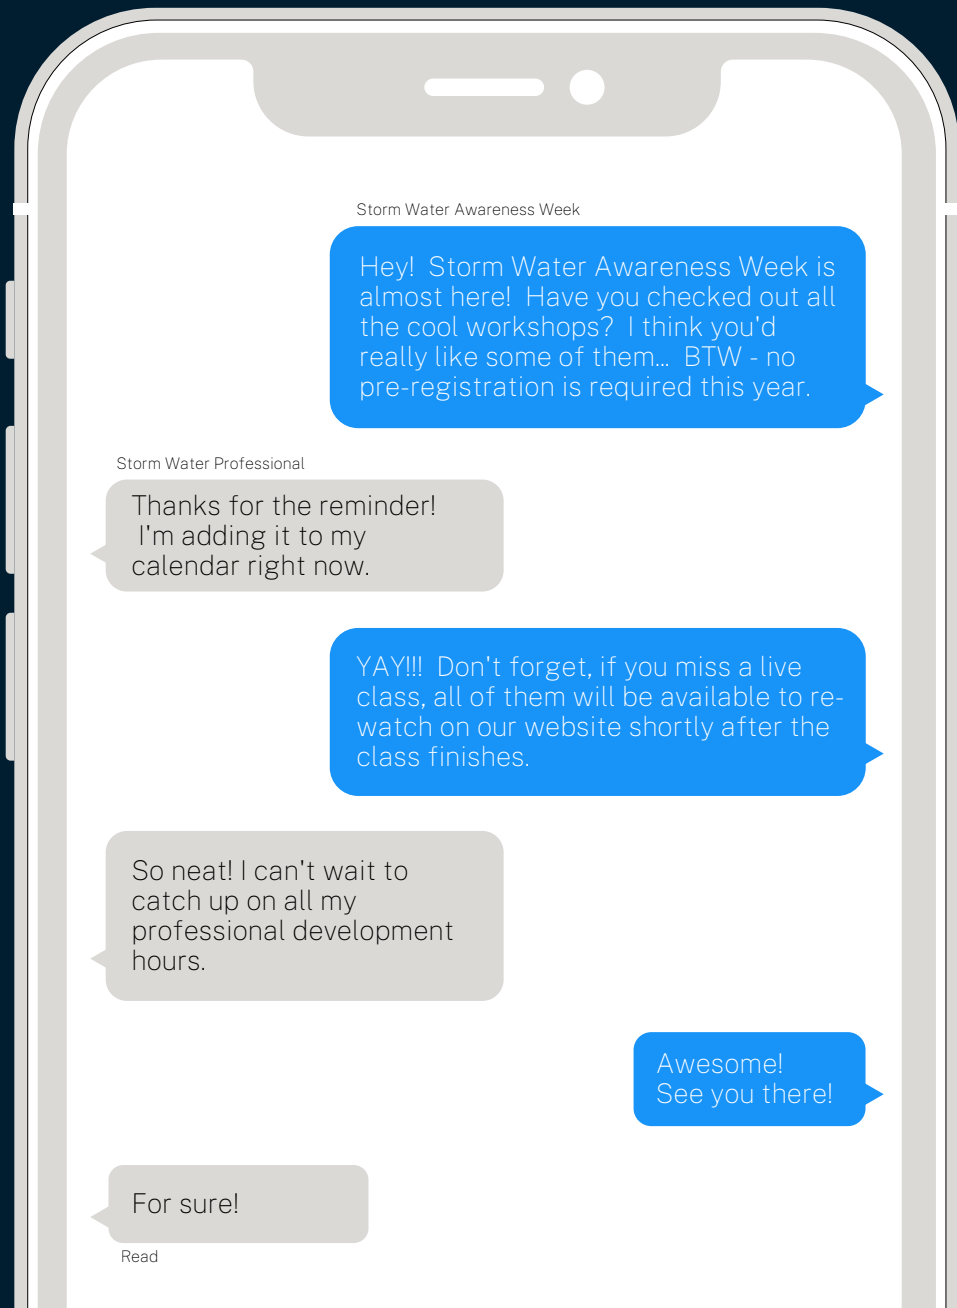 Storm Water Awareness Week
Hey!  Storm Water Awareness Week is
almost here!  Have you checked out all
the cool workshops?  I think you'd
really like some of them...  BTW - no
pre-registration is required this year.
Storm Water Professional
Thanks for the reminder!
I'm adding it to my
calendar right now.
YAY!!!  Don't forget, if you miss a live
class, all of them will be available to re-
watch on our website shortly after the
class finishes.
So neat! I can't wait to
catch up on all my
professional development
hours.
Awesome!
See you there!
For sure!
Read